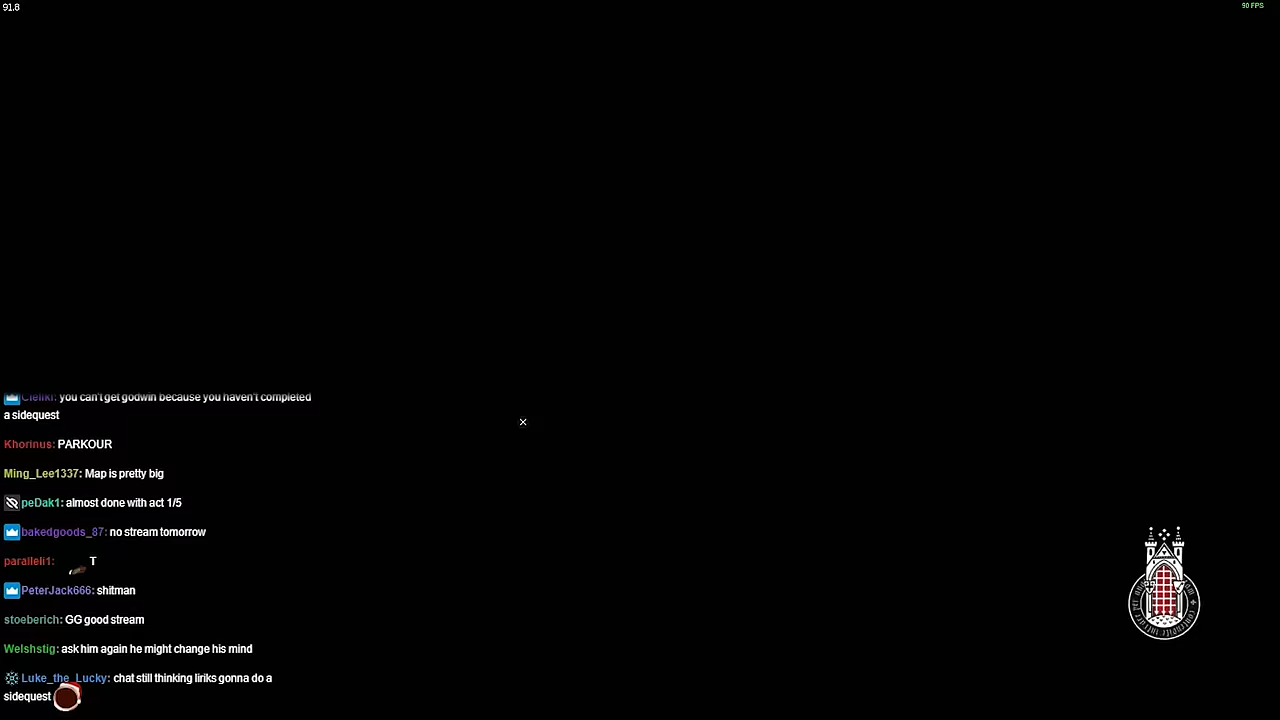 91.8
90 FPS
Cleliki: you can't get godwin because you haven't completed
a sidequest
Khorinus: PARKOUR
Ming_Lee1337: Map is pretty big
peDak1: almost done with act 1/5
bakedgoods_87: no stream tomorrow
paralleli1: T
PeterJack666: shitman
stoeberich: GG good stream
Welshstig: ask him again he might change his mind
Luke_the_Lucky: chat still thinking liriks gonna do a
sidequest